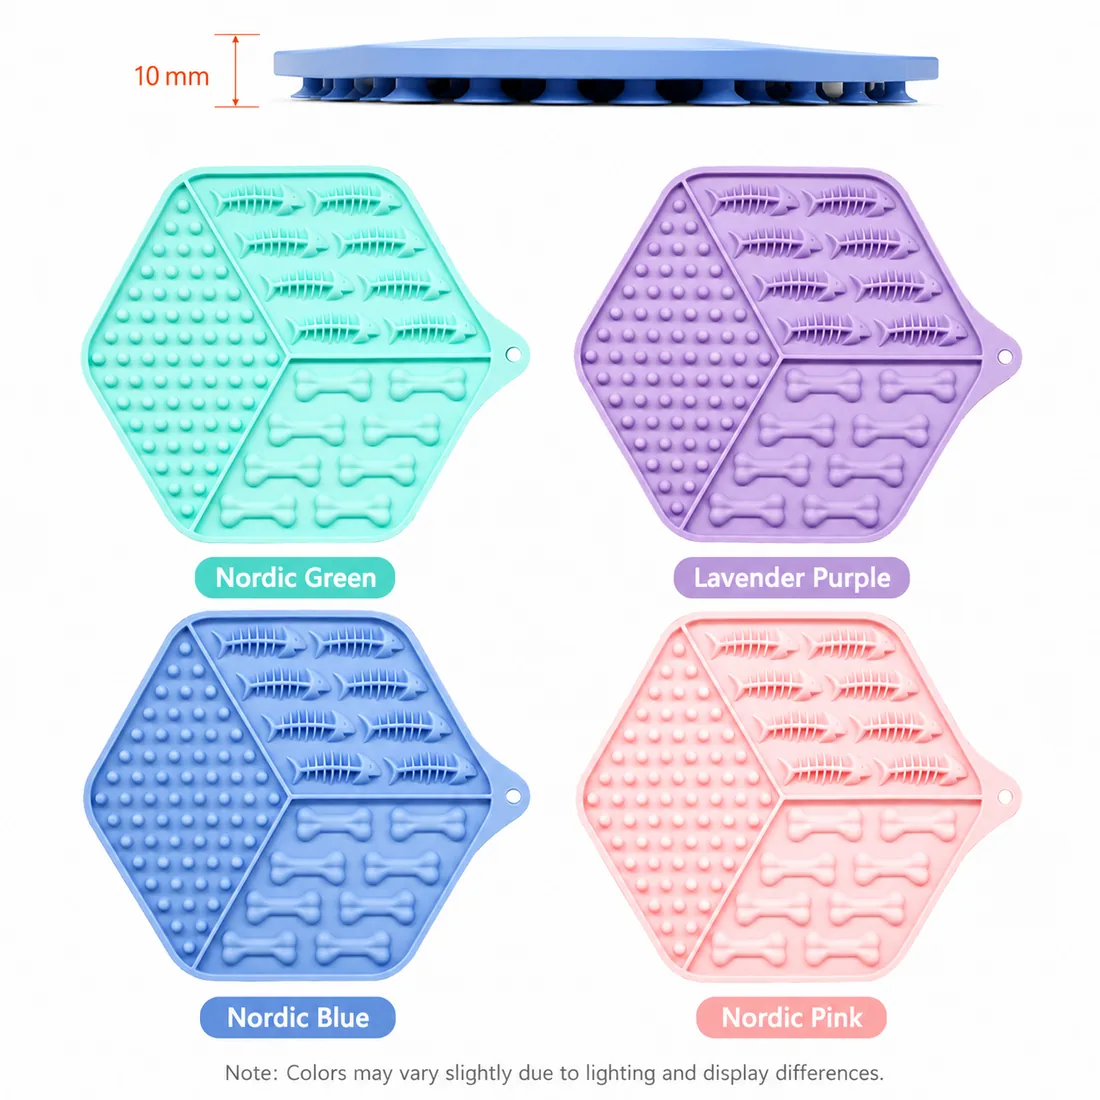 10 mm
Nordic Green
Lavender Purple
Nordic Blue
Nordic Pink
Note: Colors may vary slightly due to lighting and display differences.